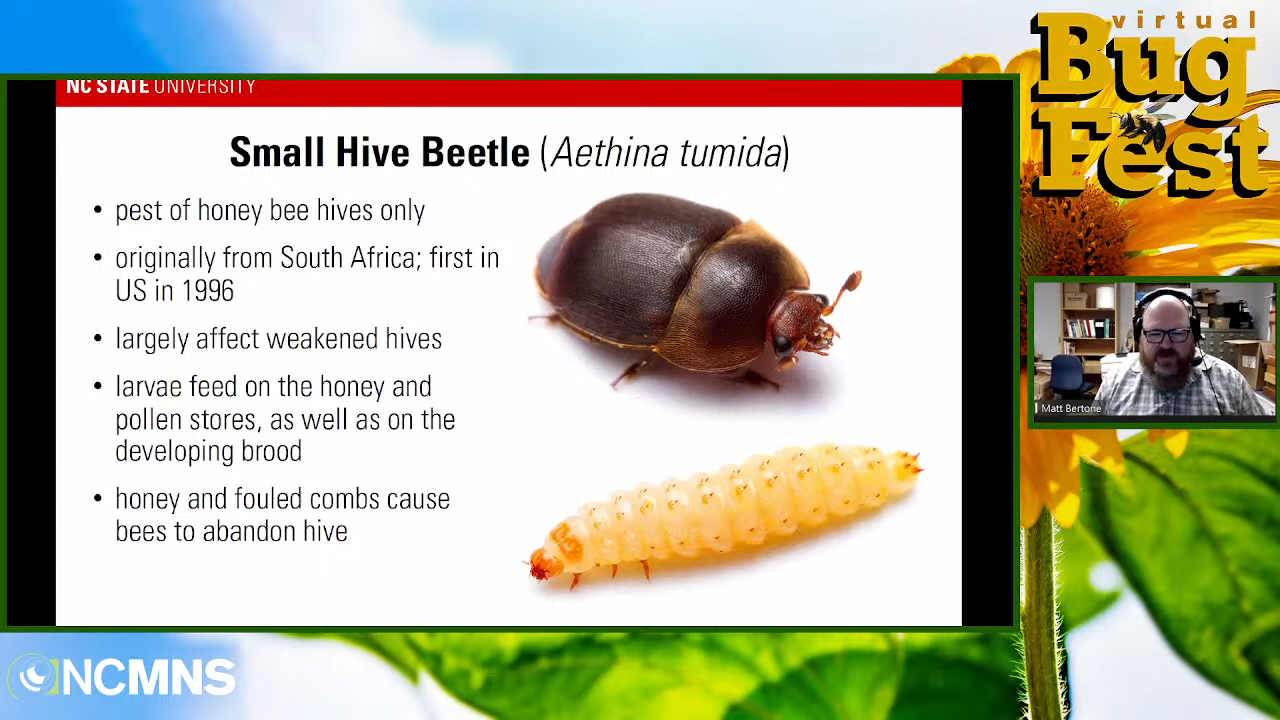 virtual
Bug
Fest
NC STATE UNIVERSITY
Small Hive Beetle (Aethina tumida)
• pest of honey bee hives only
• originally from South Africa; first in
US in 1996
• largely affect weakened hives
• larvae feed on the honey and
pollen stores, as well as on the
developing brood
• honey and fouled combs cause
bees to abandon hive
Matt Bertone
NCMNS